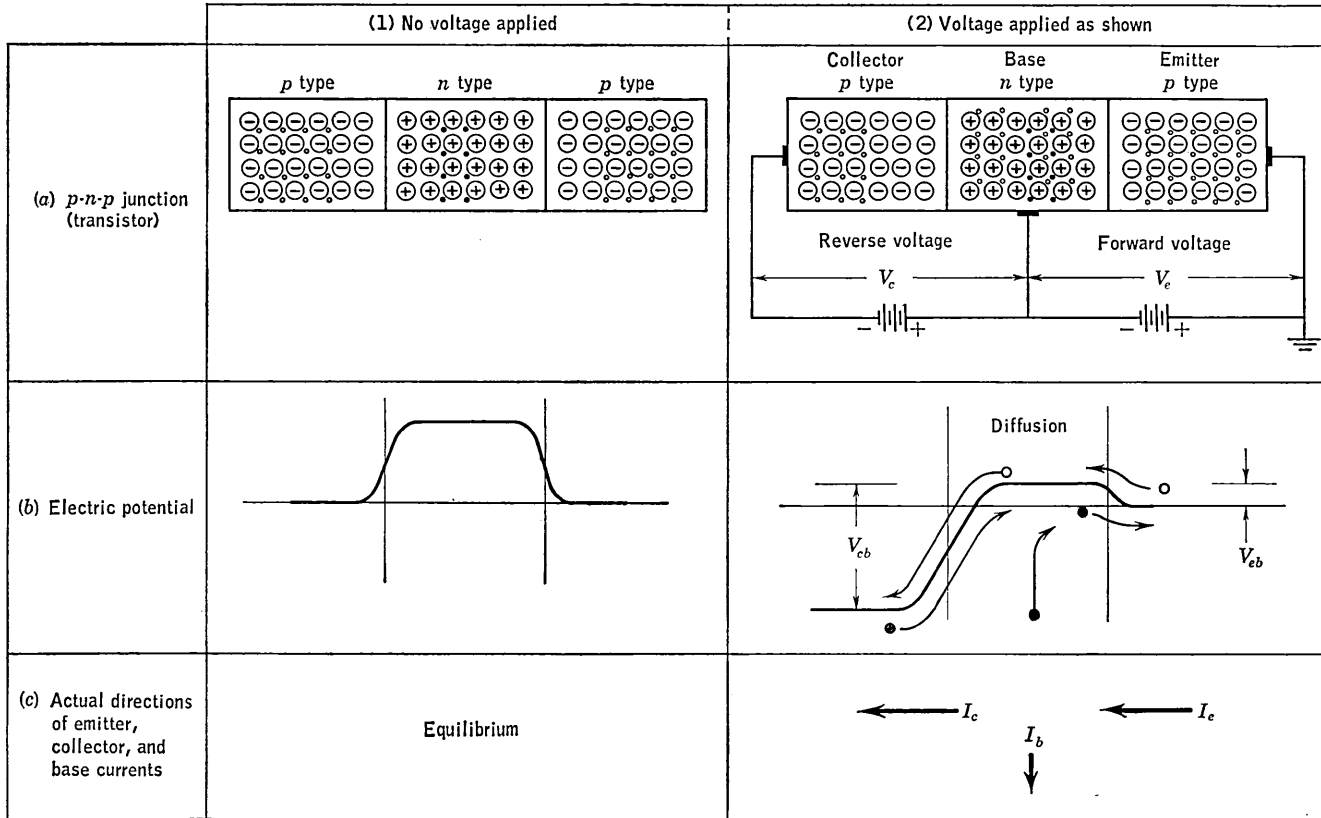 (1) No voltage applied
(2) Voltage applied as shown
(a) p-n-p junction
(transistor)
p type
n type
p type
Collector
p type
Base
n type
Emitter
p type
Reverse voltage
Forward voltage
V_c
V_e
− +
− +
(b) Electric potential
Diffusion
V_cb
V_eb
(c) Actual directions
of emitter,
collector, and
base currents
Equilibrium
I_c
I_e
I_b